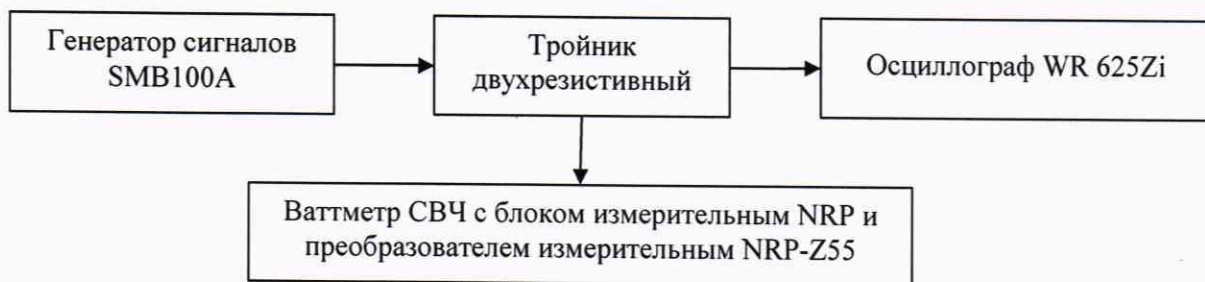 Генератор сигналов
SMB100A
Тройник
двухрезистивный
Осциллограф WR 625Zi
Ваттметр СВЧ с блоком измерительным NRP и
преобразователем измерительным NRP-Z55